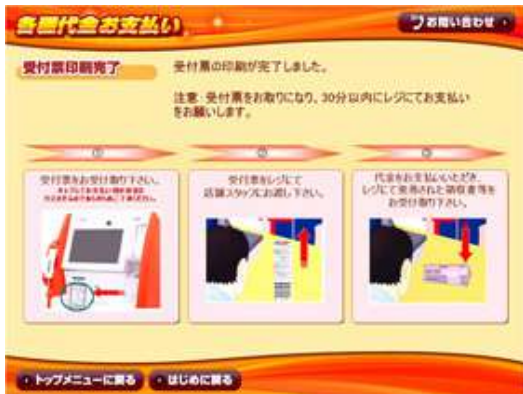 各種代金お支払い
お問い合わせ
受付票印刷完了
受付票の印刷が完了しました。
注意 受付票をお取りになり、30分以内にレジにてお支払い
をお願いします。
①
②
③
受付票をお受け取り下さい。
受付票をレジにて
店舗スタッフにお渡し下さい。
代金をお支払いいただき、
レジにて発行された領収書等を
お受け取り下さい。
トップメニューに戻る
はじめに戻る